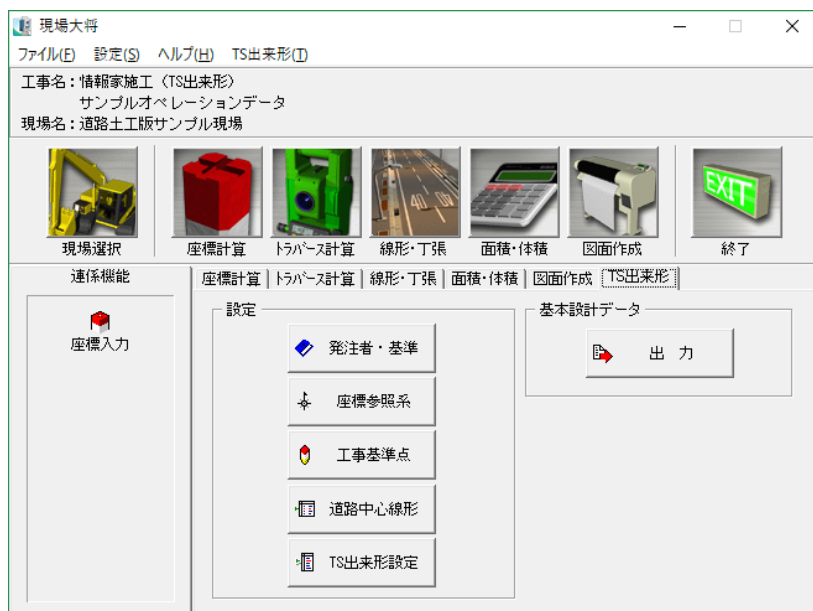 現場大将
ファイル(F) 設定(S) ヘルプ(H) TS出来形(T)
工事名：情報家施工（TS出来形）
サンプルオペレーションデータ
現場名：道路土工版サンプル現場
EXIT
現場選択 座標計算 トラバース計算 線形・丁張 面積・体積 図面作成 終了
連係機能
座標計算 トラバース計算 線形・丁張 面積・体積 図面作成 TS出来形
座標入力
設定
発注者・基準
座標参照系
工事基準点
道路中心線形
TS出来形設定
基本設計データ
出 力